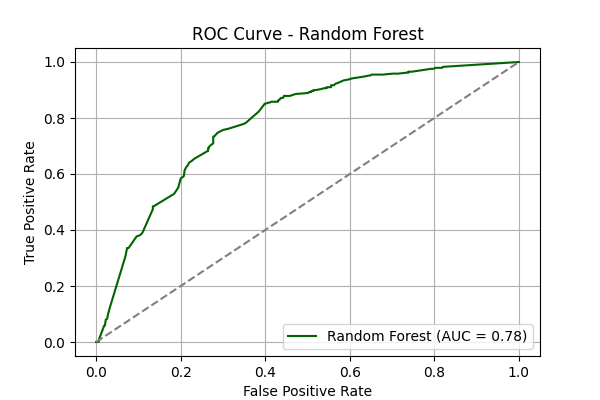 ROC Curve - Random Forest
1.0
0.8
0.6
0.4
0.2
0.0
True Positive Rate
Random Forest (AUC = 0.78)
0.0 0.2 0.4 0.6 0.8 1.0
False Positive Rate